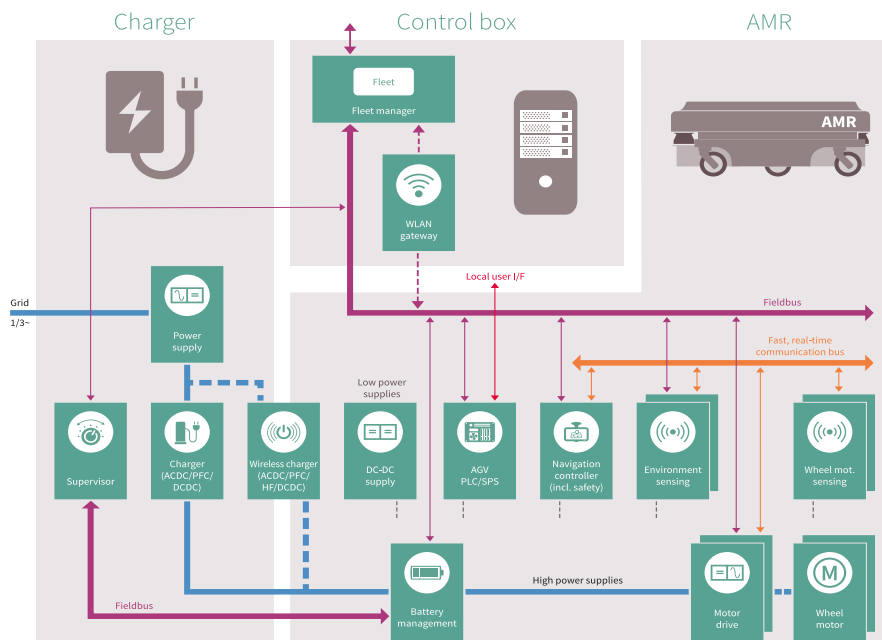 Charger
Control box
AMR
Fleet
Fleet manager
AMR
WLAN
gateway
Local user I/F
Grid
1/3~
Power
supply
Fieldbus
Fast, real-time
communication bus
Low power
supplies
Supervisor
Charger
(ACDC/PFC/
DCDC)
Wireless charger
(ACDC/PFC/
HF/DCDC)
DC-DC
supply
AGV
PLC/SPS
Navigation
controller
(incl. safety)
Environment
sensing
Wheel mot.
sensing
High power supplies
Fieldbus
Battery
management
Motor
drive
M
Wheel
motor